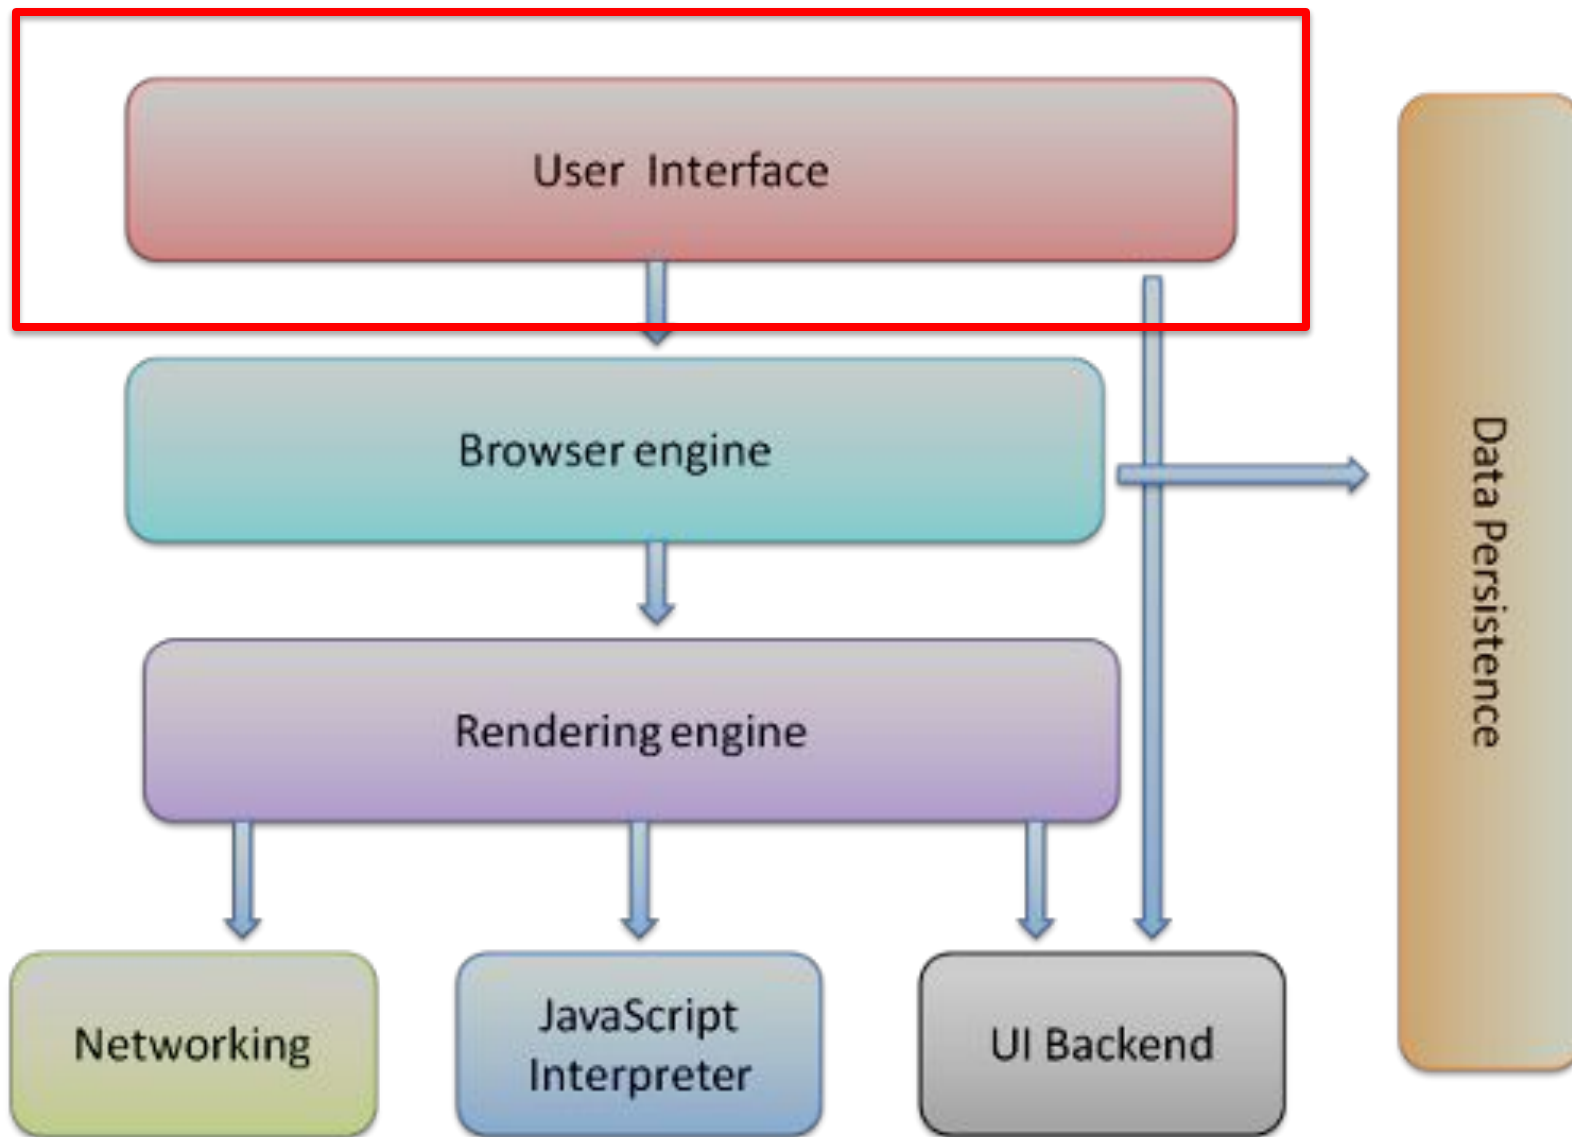 User Interface
Browser engine
Data Persistence
Rendering engine
Networking
JavaScript
Interpreter
UI Backend